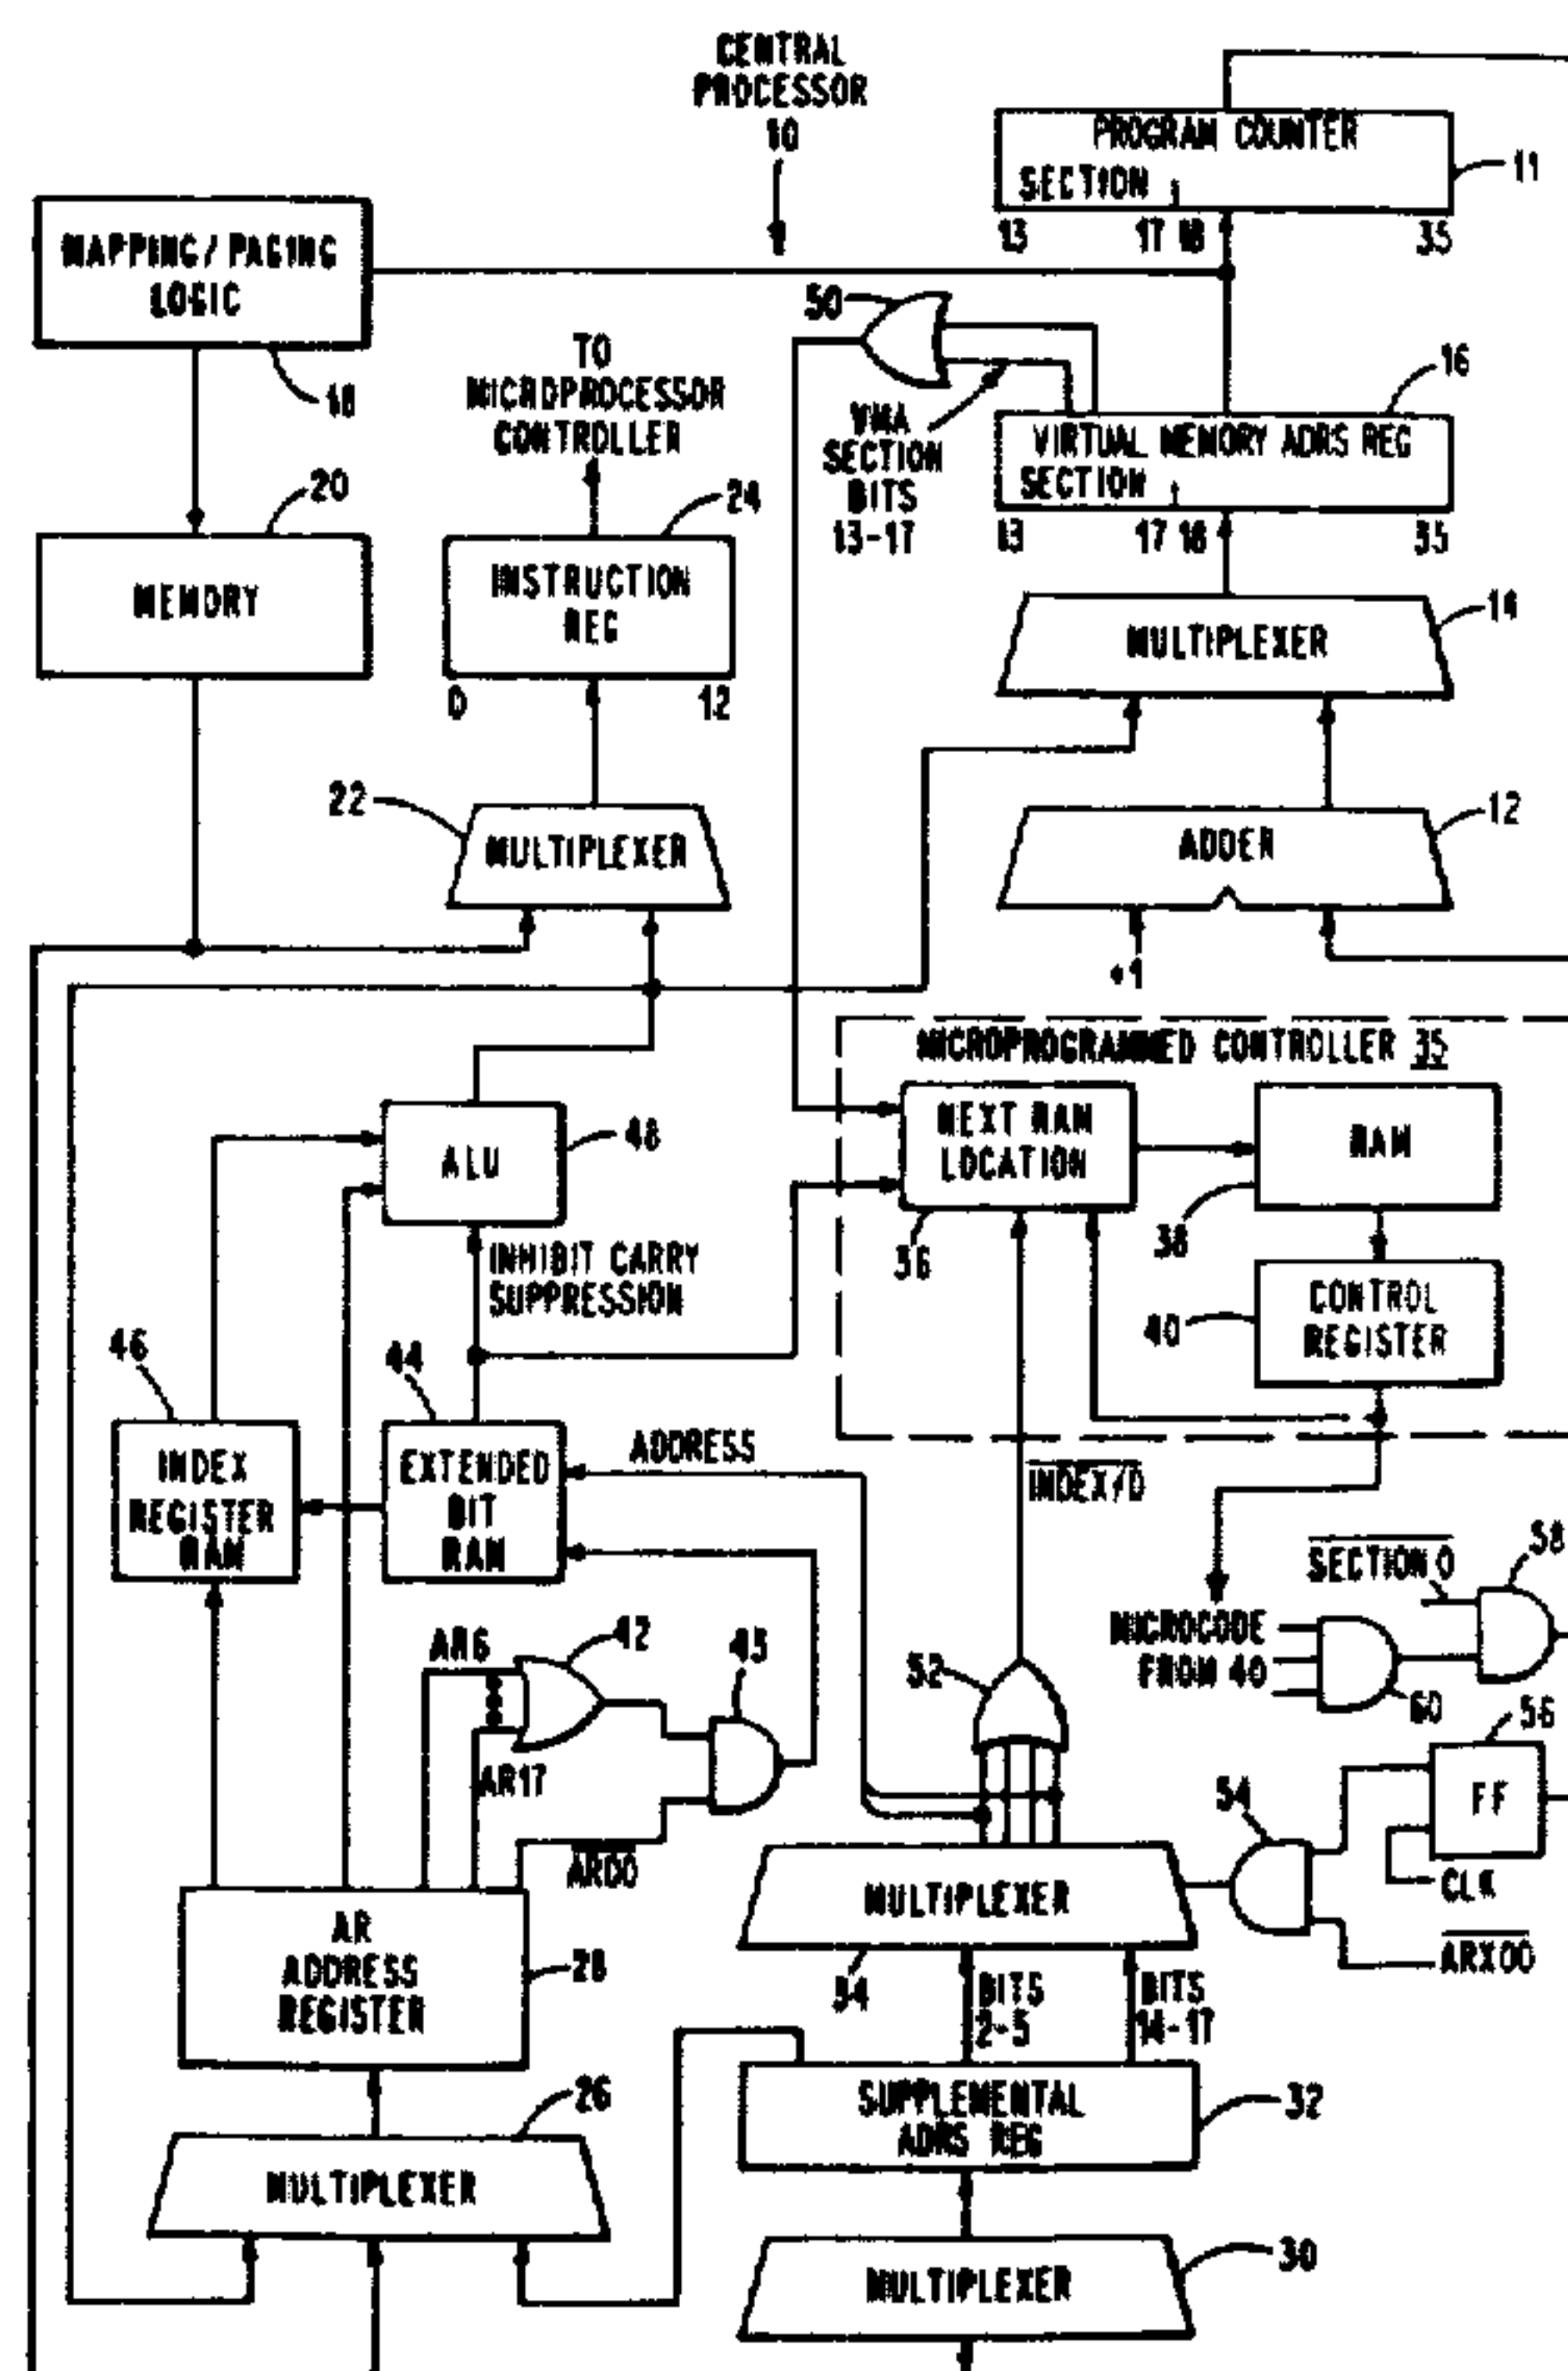 CENTRAL
PROCESSOR
10
PROGRAM COUNTER
SECTION
11
13
17 18
35
MAPPING/PAGING
LOGIC
18
50
TO
MICROPROCESSOR
CONTROLLER
VMA
SECTION
BITS
13-17
16
VIRTUAL MEMORY ADRS REG
SECTION
13
17 18
35
20
MEMORY
24
INSTRUCTION
REG
0
12
MULTIPLEXER
14
22
MULTIPLEXER
ADDER
12
+1
MICROPROGRAMMED CONTROLLER 35
NEXT RAM
LOCATION
36
RAM
38
ALU
48
INHIBIT CARRY
SUPPRESSION
CONTROL
REGISTER
40
46
INDEX
REGISTER
RAM
44
EXTENDED
BIT
RAM
ADDRESS
INDEX/0
SECTION 0
58
MICROCODE
FROM 40
60
AR6
42
45
AR17
AR00
52
56
FF
CLK
54
ARX00
AR
ADDRESS
REGISTER
28
MULTIPLEXER
34
BITS
2-5
BITS
14-17
SUPPLEMENTAL
ADRS REG
32
26
MULTIPLEXER
MULTIPLEXER
30